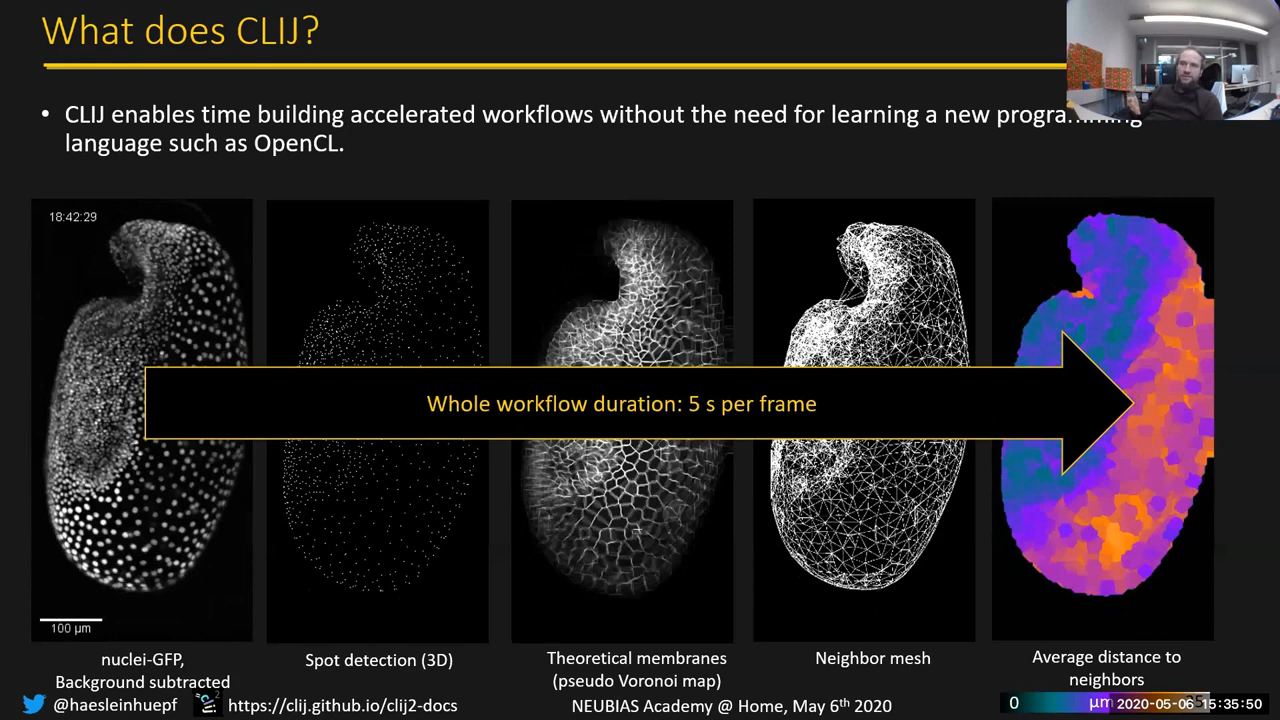 What does CLIJ?
• CLIJ enables time building accelerated workflows without the need for learning a new programming
language such as OpenCL.
18:42:29
Whole workflow duration: 5 s per frame
100 µm
nuclei-GFP,
Background subtracted
Spot detection (3D)
Theoretical membranes
(pseudo Voronoi map)
Neighbor mesh
Average distance to
neighbors
@haesleinhuepf
https://clij.github.io/clij2-docs
NEUBIAS Academy @ Home, May 6th 2020
0
µm
2020-05-06 15:35:50